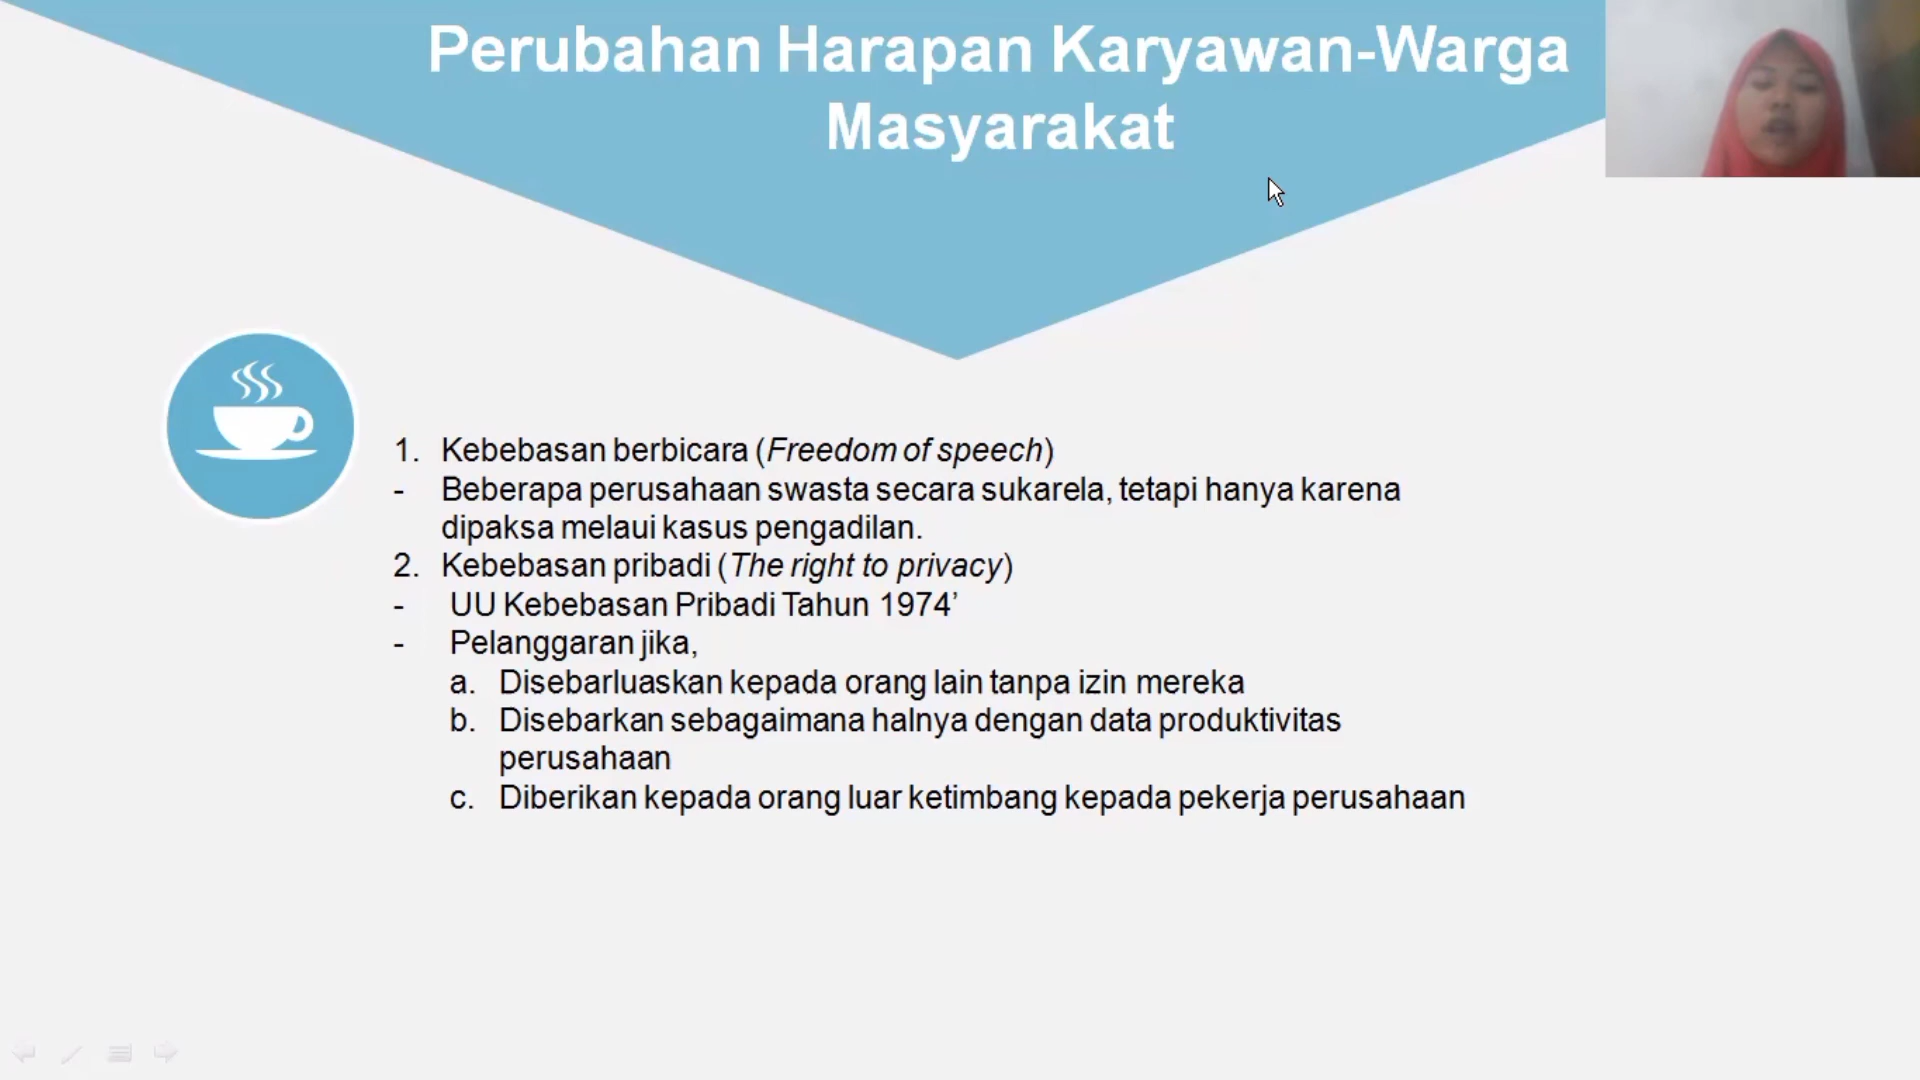 Perubahan Harapan Karyawan-Warga
Masyarakat
1. Kebebasan berbicara (Freedom of speech)
- Beberapa perusahaan swasta secara sukarela, tetapi hanya karena
dipaksa melaui kasus pengadilan.
2. Kebebasan pribadi (The right to privacy)
- UU Kebebasan Pribadi Tahun 1974’
- Pelanggaran jika,
a. Disebarluaskan kepada orang lain tanpa izin mereka
b. Disebarkan sebagaimana halnya dengan data produktivitas
perusahaan
c. Diberikan kepada orang luar ketimbang kepada pekerja perusahaan